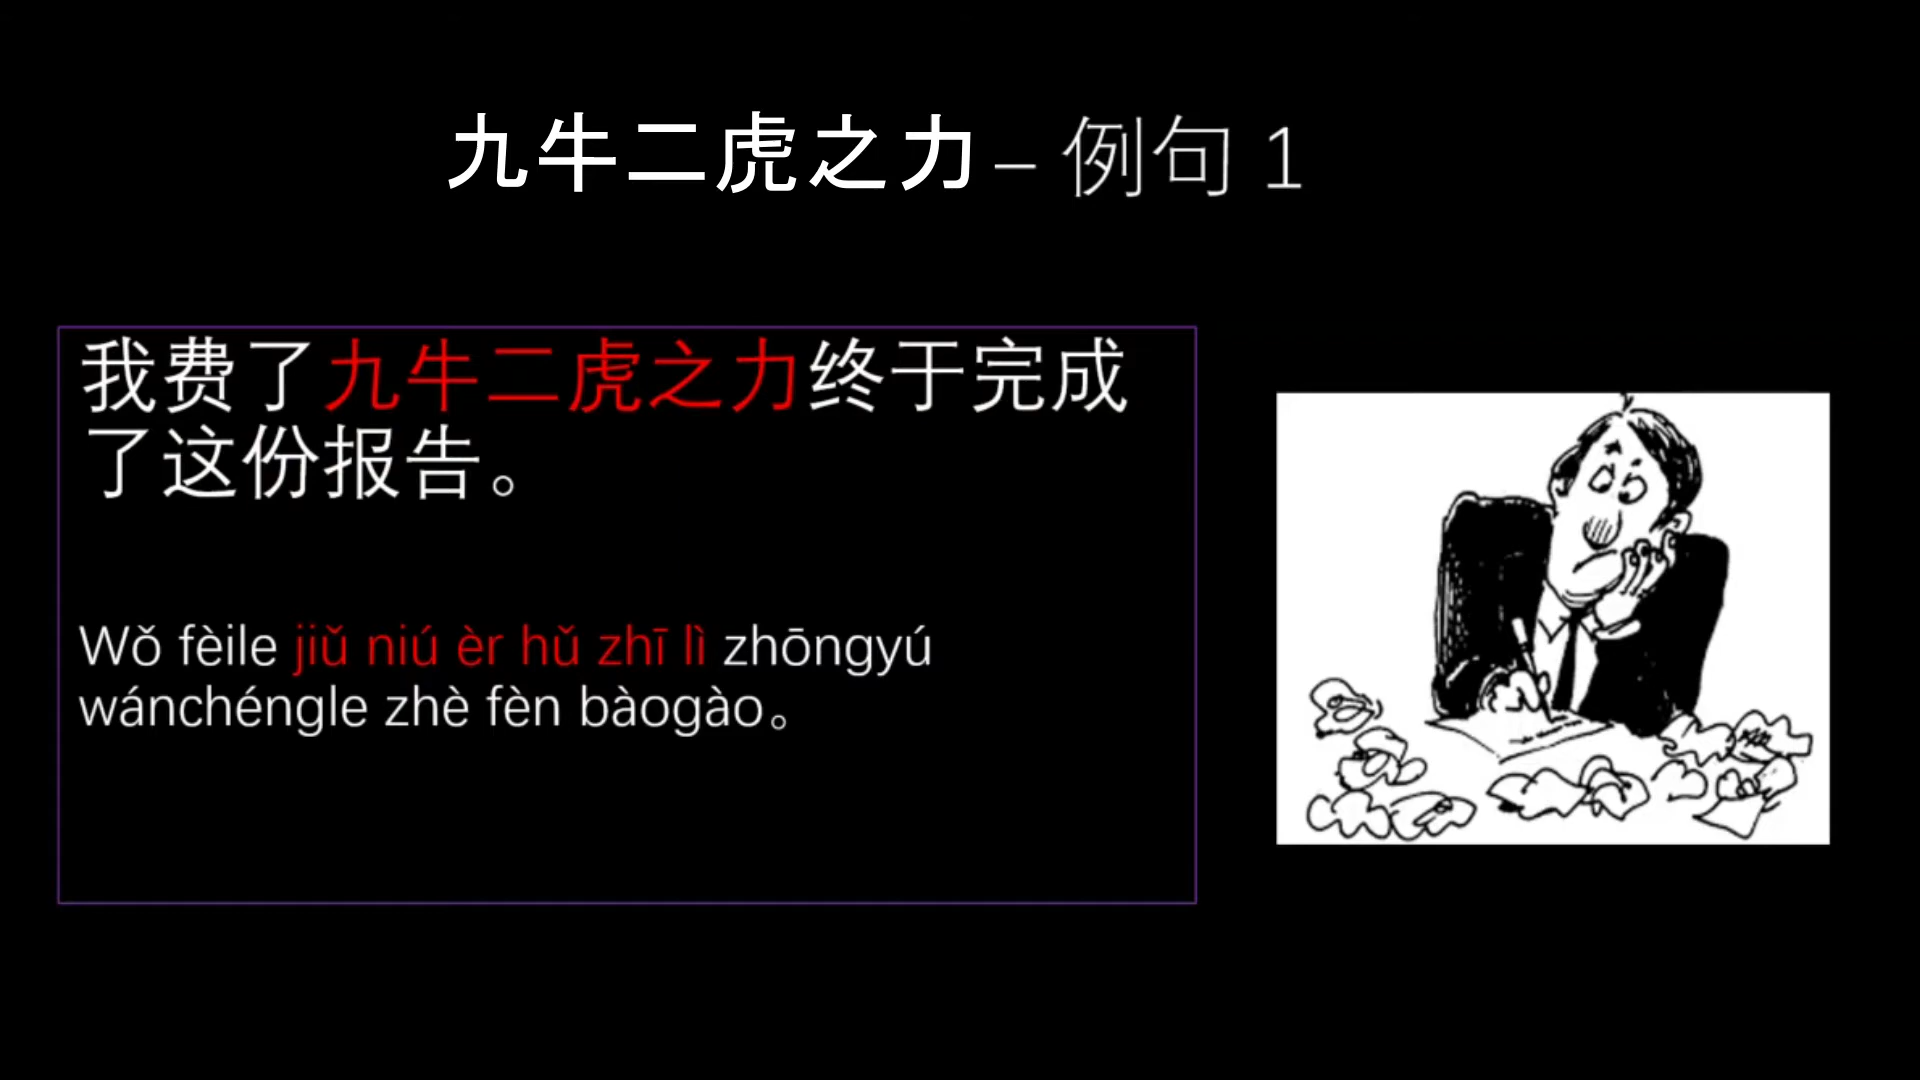 九牛二虎之力 – 例句 1
我费了九牛二虎之力终于完成
了这份报告。
Wǒ fèile jiǔ niú èr hǔ zhī lì zhōngyú
wánchéngle zhè fèn bàogào。